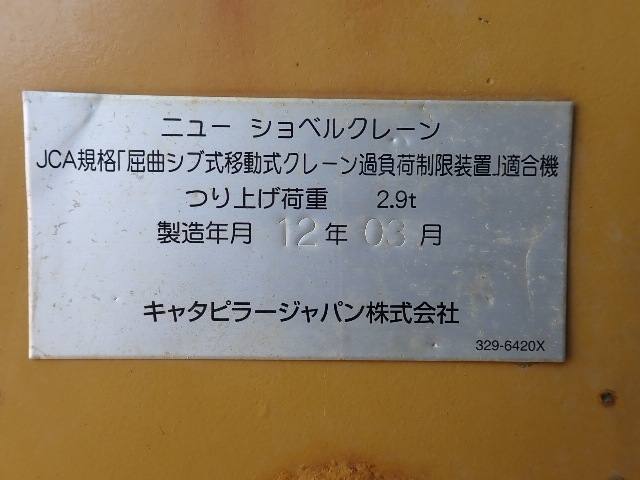 ニュー ショベルクレーン
JCA規格「屈曲ジブ式移動式クレーン過負荷制限装置」適合機
つり上げ荷重 2.9t
製造年月 12年 03月
キャタピラージャパン株式会社
329-6420X